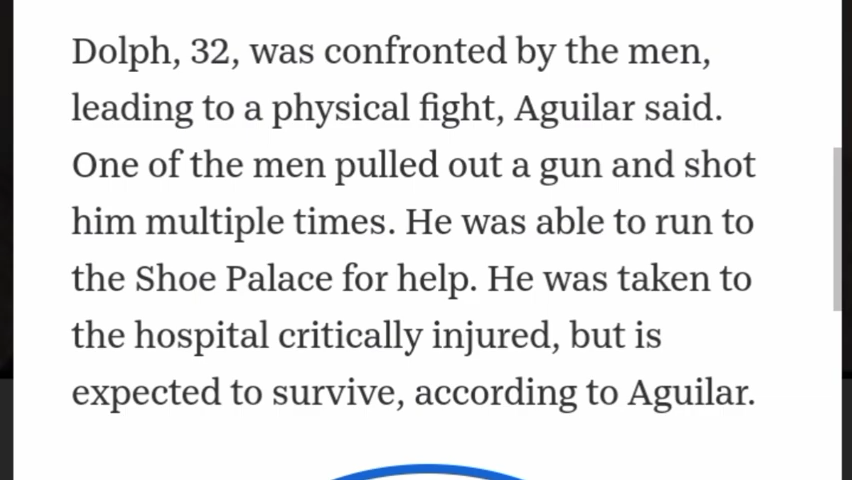 Dolph, 32, was confronted by the men,
leading to a physical fight, Aguilar said.
One of the men pulled out a gun and shot
him multiple times. He was able to run to
the Shoe Palace for help. He was taken to
the hospital critically injured, but is
expected to survive, according to Aguilar.